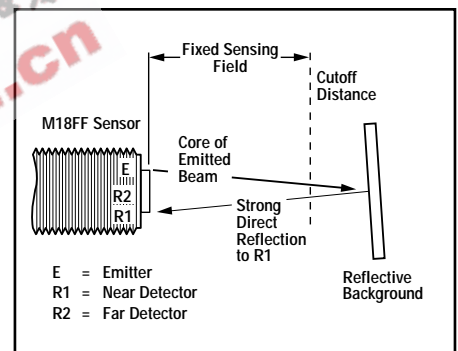 .cn
Fixed Sensing
Field
Cutoff
Distance
M18FF Sensor
Core of
Emitted
Beam
E
R2
R1
Strong
Direct
Reflection
to R1
E = Emitter
R1 = Near Detector
R2 = Far Detector
Reflective
Background